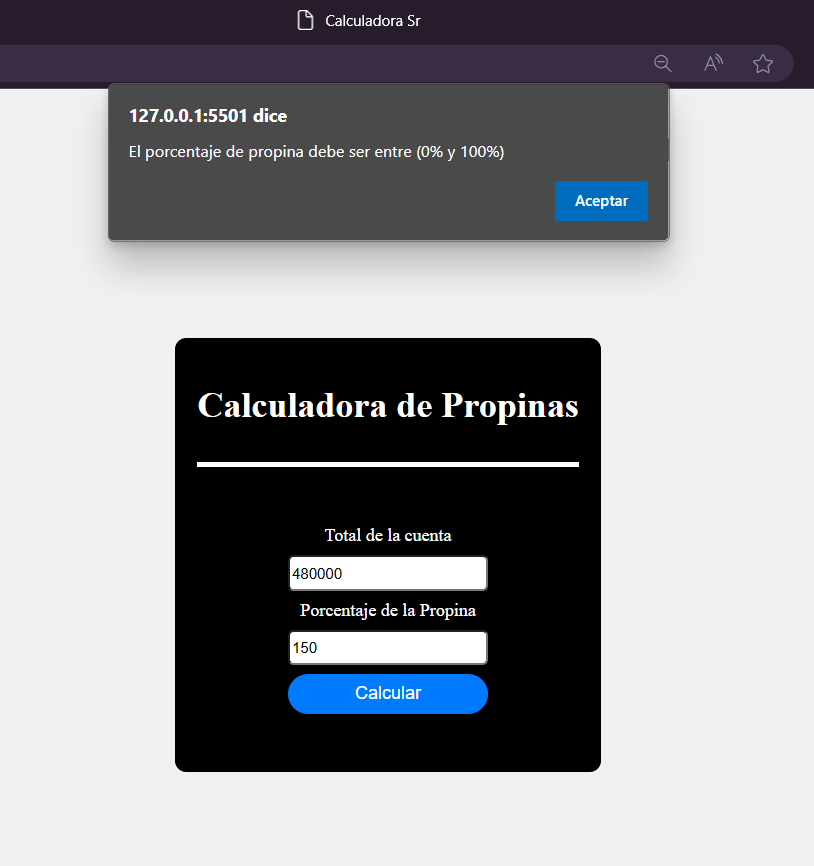 Calculadora Sr
127.0.0.1:5501 dice
El porcentaje de propina debe ser entre (0% y 100%)
Aceptar
Calculadora de Propinas
Total de la cuenta
480000
Porcentaje de la Propina
150
Calcular